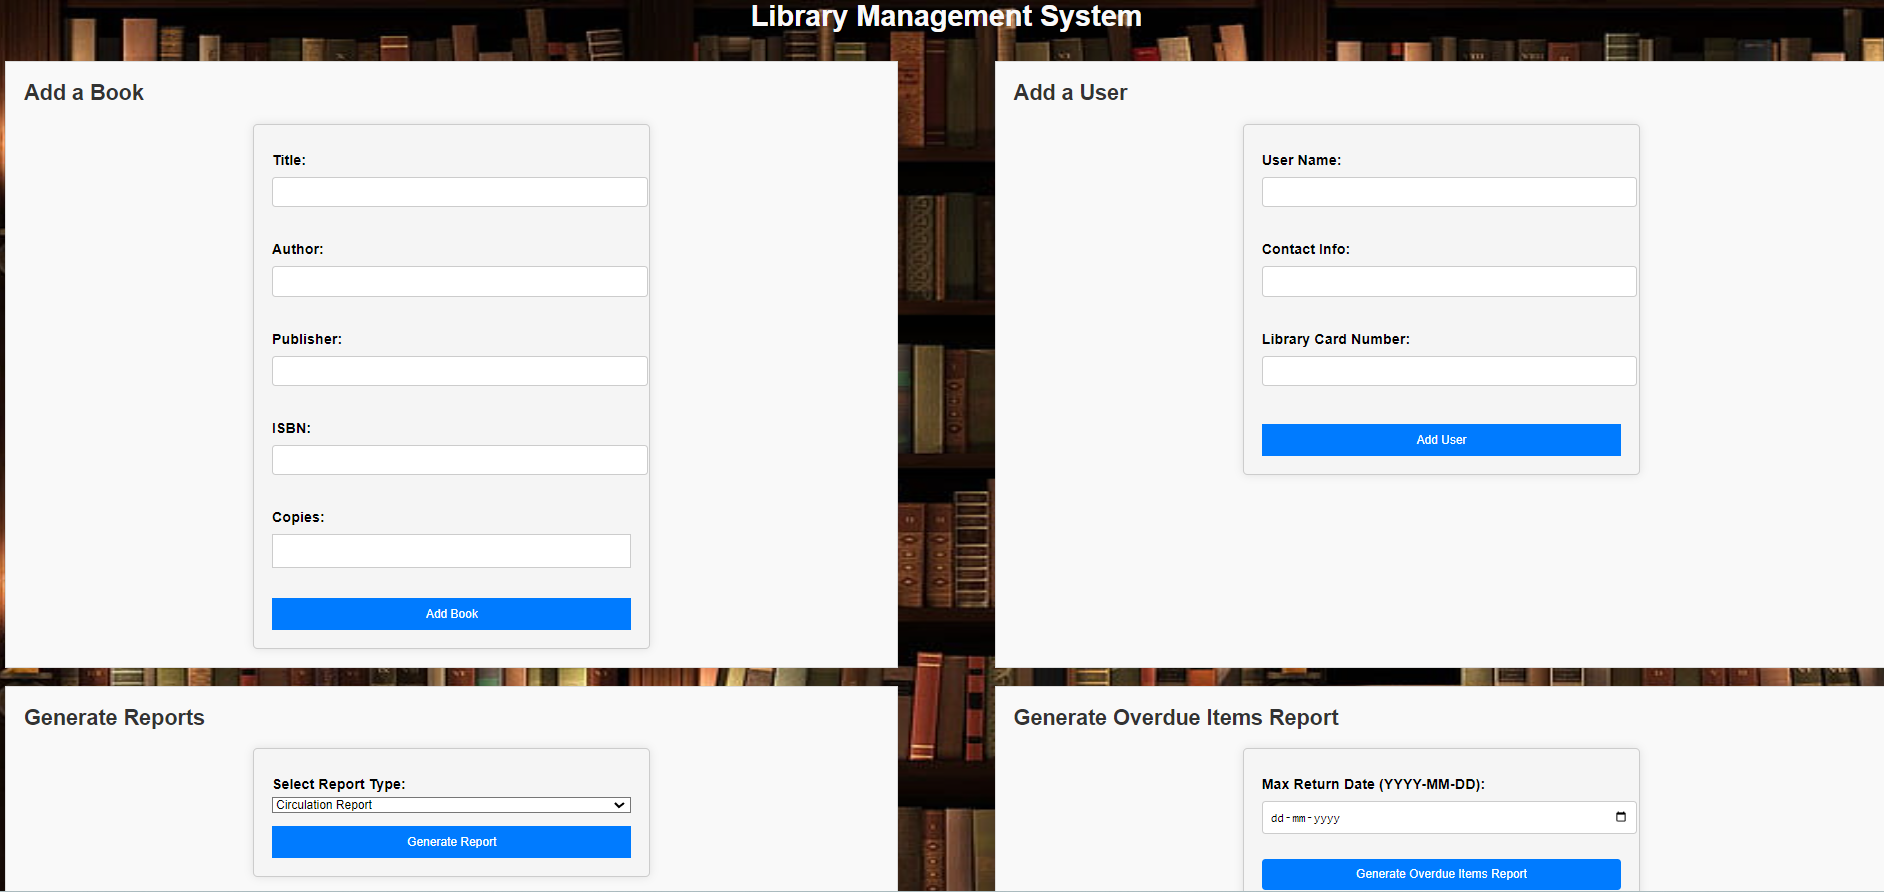 Library Management System
Add a Book
Title:
Author:
Publisher:
ISBN:
Copies:
Add Book
Add a User
User Name:
Contact Info:
Library Card Number:
Add User
Generate Reports
Select Report Type:
Circulation Report
Generate Report
Generate Overdue Items Report
Max Return Date (YYYY-MM-DD):
dd-mm-yyyy
Generate Overdue Items Report